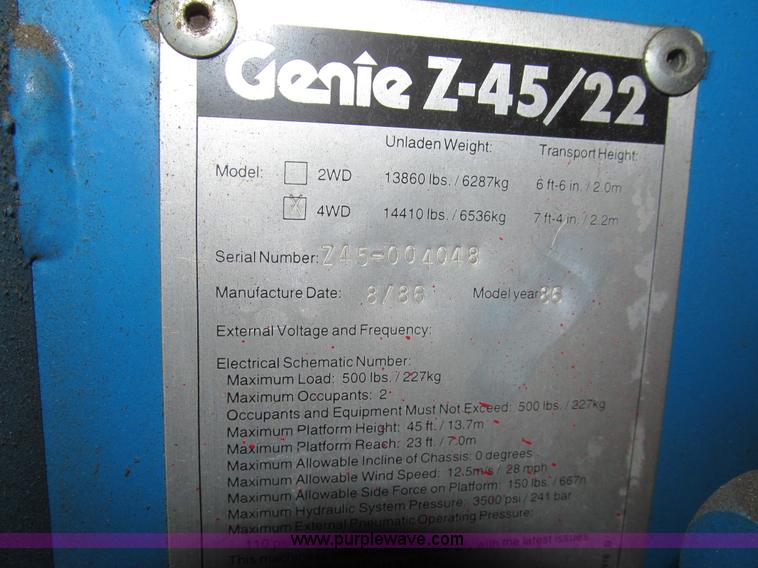 Genie Z-45/22
Unladen Weight: Transport Height:
Model: 2WD 13860 lbs. / 6287kg 6 ft-6 in. / 2.0m
4WD 14410 lbs. / 6536kg 7 ft-4 in. / 2.2m
Serial Number: Z45-004048
Manufacture Date: 8/86 Model year: 86
External Voltage and Frequency:
Electrical Schematic Number:
Maximum Load: 500 lbs. / 227kg
Maximum Occupants: 2
Occupants and Equipment Must Not Exceed: 500 lbs. / 227kg
Maximum Platform Height: 45 ft. / 13.7m
Maximum Platform Reach: 23 ft. / 7.0m
Maximum Allowable Incline of Chassis: 0 degrees
Maximum Allowable Wind Speed: 12.5m/s / 28 mph
Maximum Allowable Side Force on Platform: 150 lbs. / 667n
Maximum Hydraulic System Pressure: 3500 psi / 241 bar
Maximum External Pneumatic Operating Pressure:
110 with the latest issues
www.purplewave.com
This